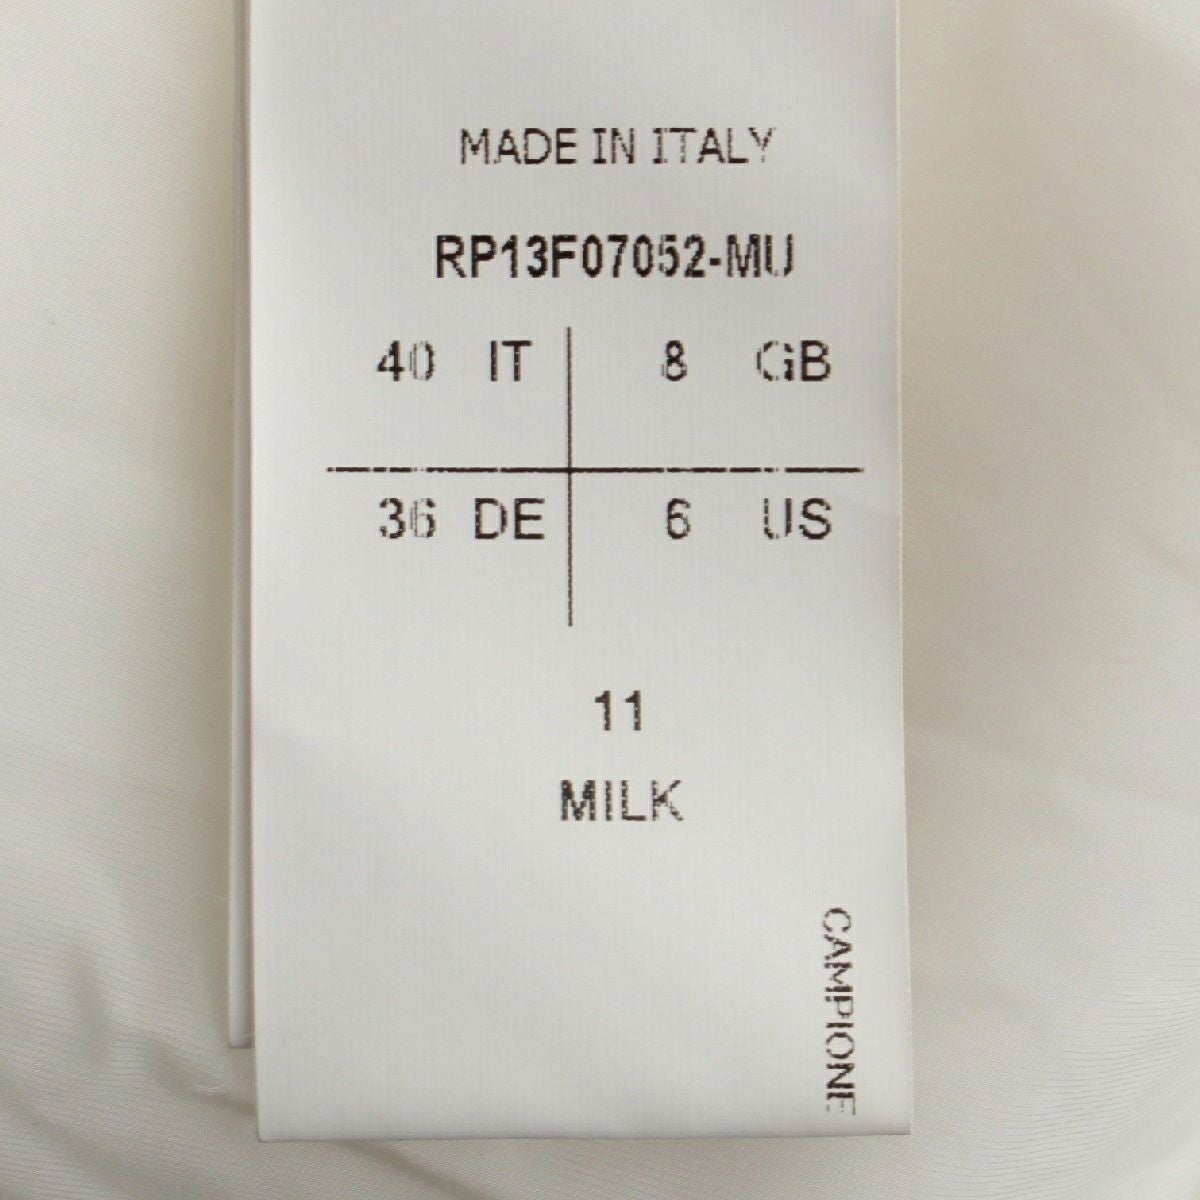 MADE IN ITALY
RP13F07052-MU
40 IT 8 GB
36 DE 6 US
11
MILK
CAMPIONE